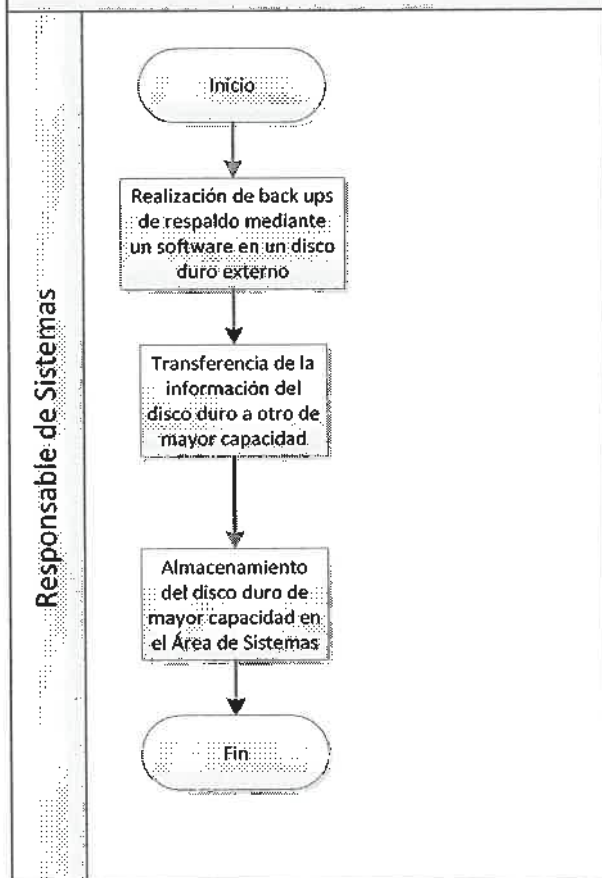 Responsable de Sistemas
Inicio
Realización de back ups
de respaldo mediante
un software en un disco
duro externo
Transferencia de la
información del
disco duro a otro de
mayor capacidad
Almacenamiento
del disco duro de
mayor capacidad en
el Área de Sistemas
Fin